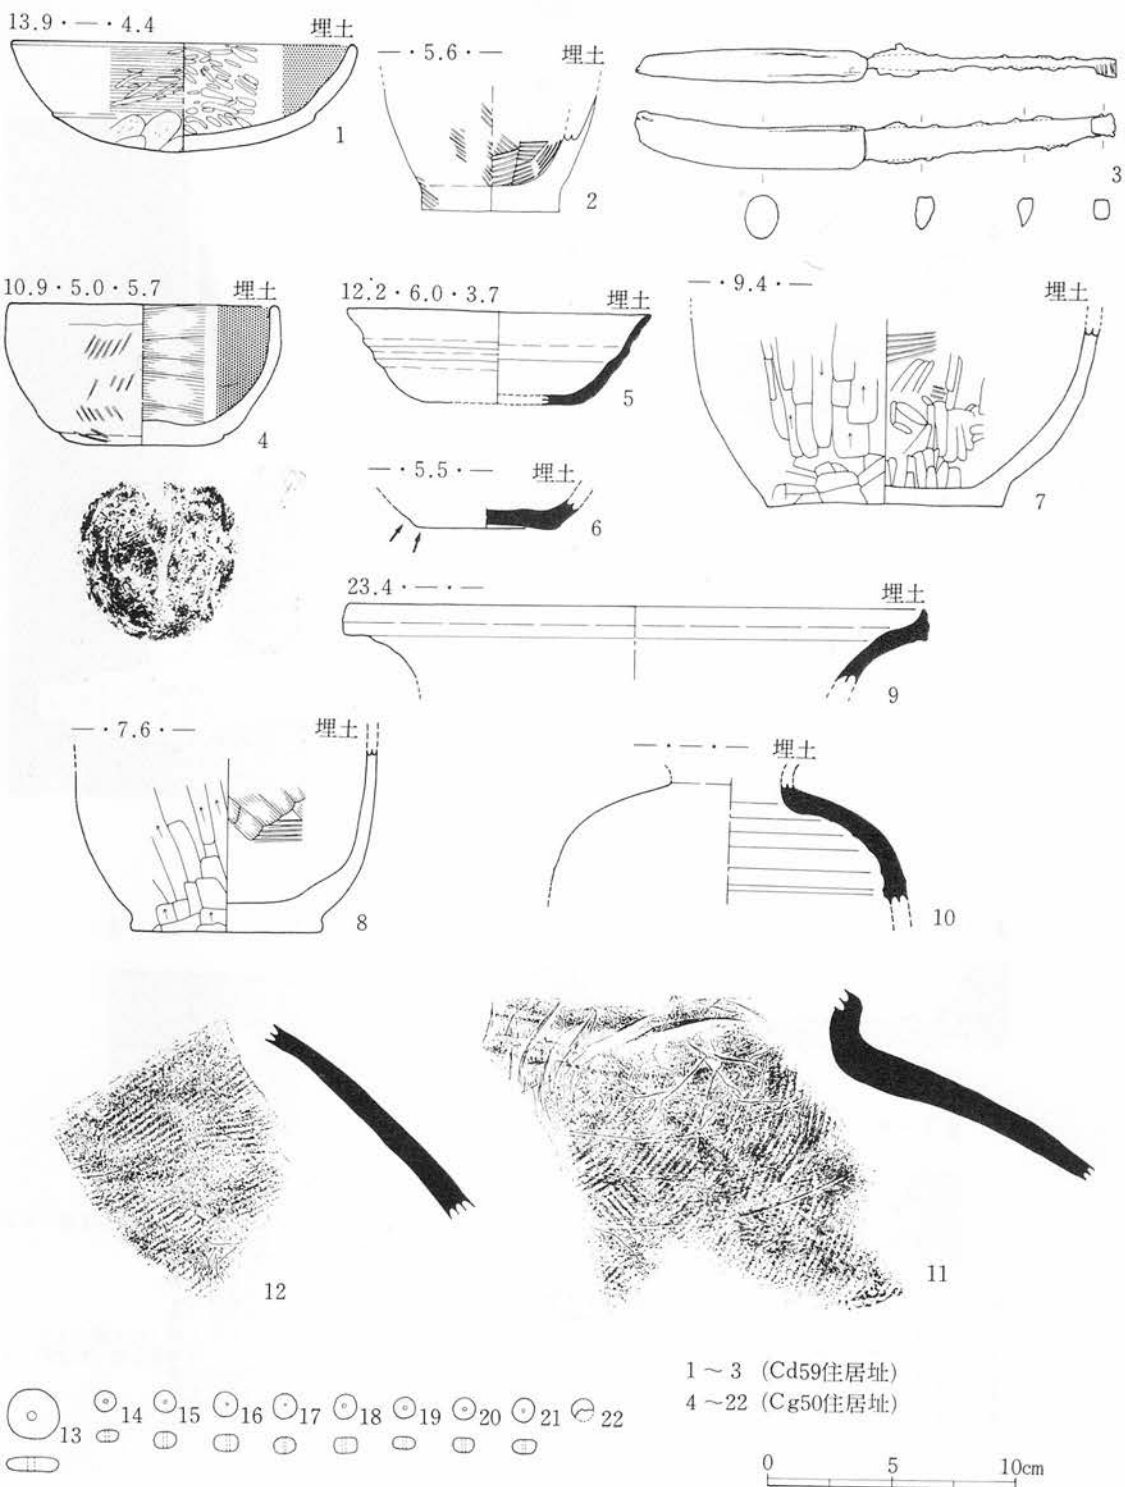 13.9・—・4.4 埋土
1
—・5.6・— 埋土
2
3
10.9・5.0・5.7 埋土
4
12.2・6.0・3.7 埋土
5
—・5.5・— 埋土
6
—・9.4・— 埋土
7
23.4・—・— 埋土
9
—・7.6・— 埋土
8
—・—・— 埋土
10
12
11
1～3 (Cd59住居址)
4～22 (Cg50住居址)
13 14 15 16 17 18 19 20 21 22
0 5 10cm